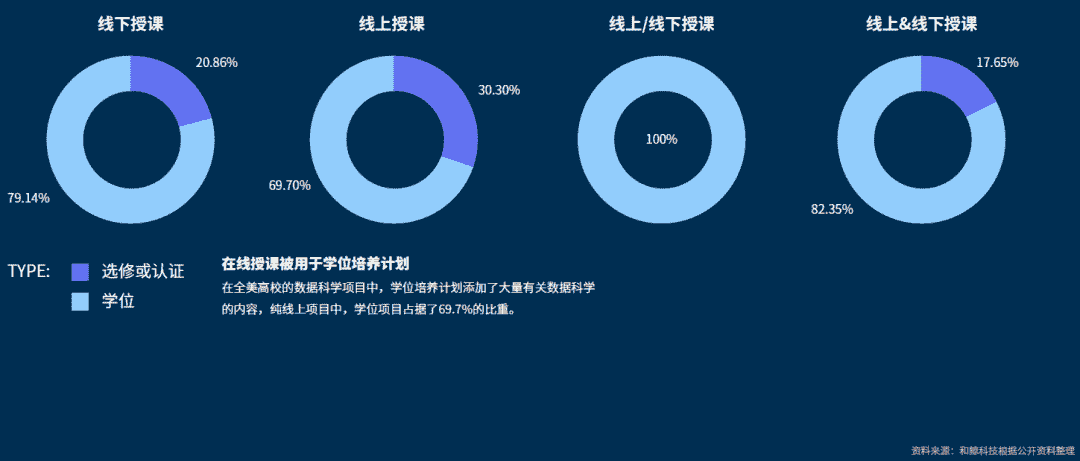 线下授课
线上授课
线上/线下授课
线上&线下授课
20.86%
79.14%
30.30%
69.70%
100%
17.65%
82.35%
TYPE:
选修或认证
学位
在线授课被用于学位培养计划
在全美高校的数据科学项目中，学位培养计划添加了大量有关数据科学
的内容，纯线上项目中，学位项目占据了69.7%的比重。
资料来源：和鲸科技根据公开资料整理